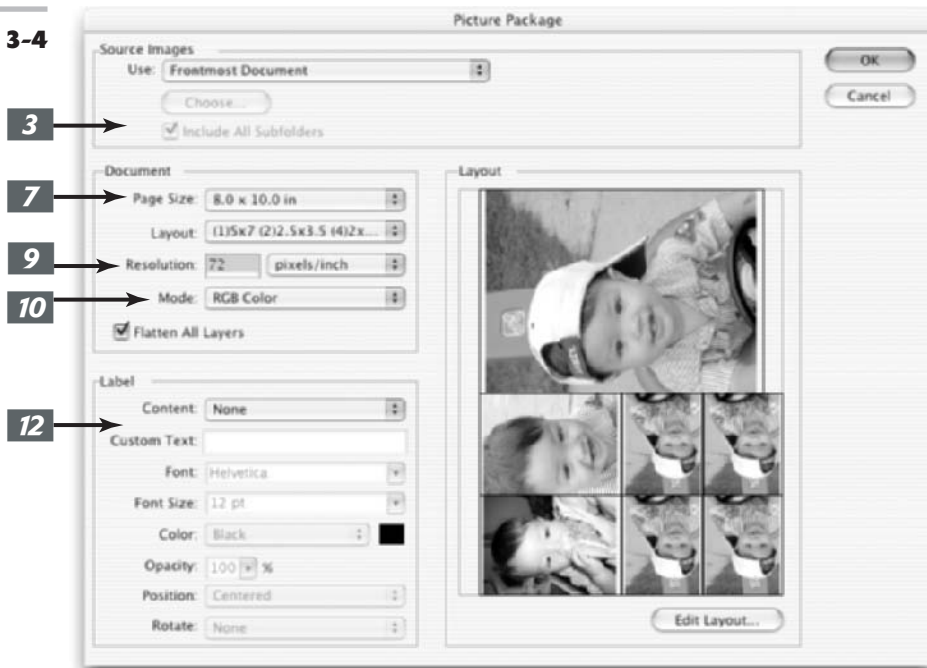 3-4
Picture Package
Source Images
Use: Frontmost Document
Choose...
Include All Subfolders
3
OK
Cancel
Document
7
Page Size: 8.0 x 10.0 in
Layout: (1)5x7 (2)2.5x3.5 (4)2x...
9
Resolution: 72 pixels/inch
10
Mode: RGB Color
Flatten All Layers
Label
12
Content: None
Custom Text:
Font: Helvetica
Font Size: 12 pt
Color: Black
Opacity: 100 %
Position: Centered
Rotate: None
Layout
Edit Layout...